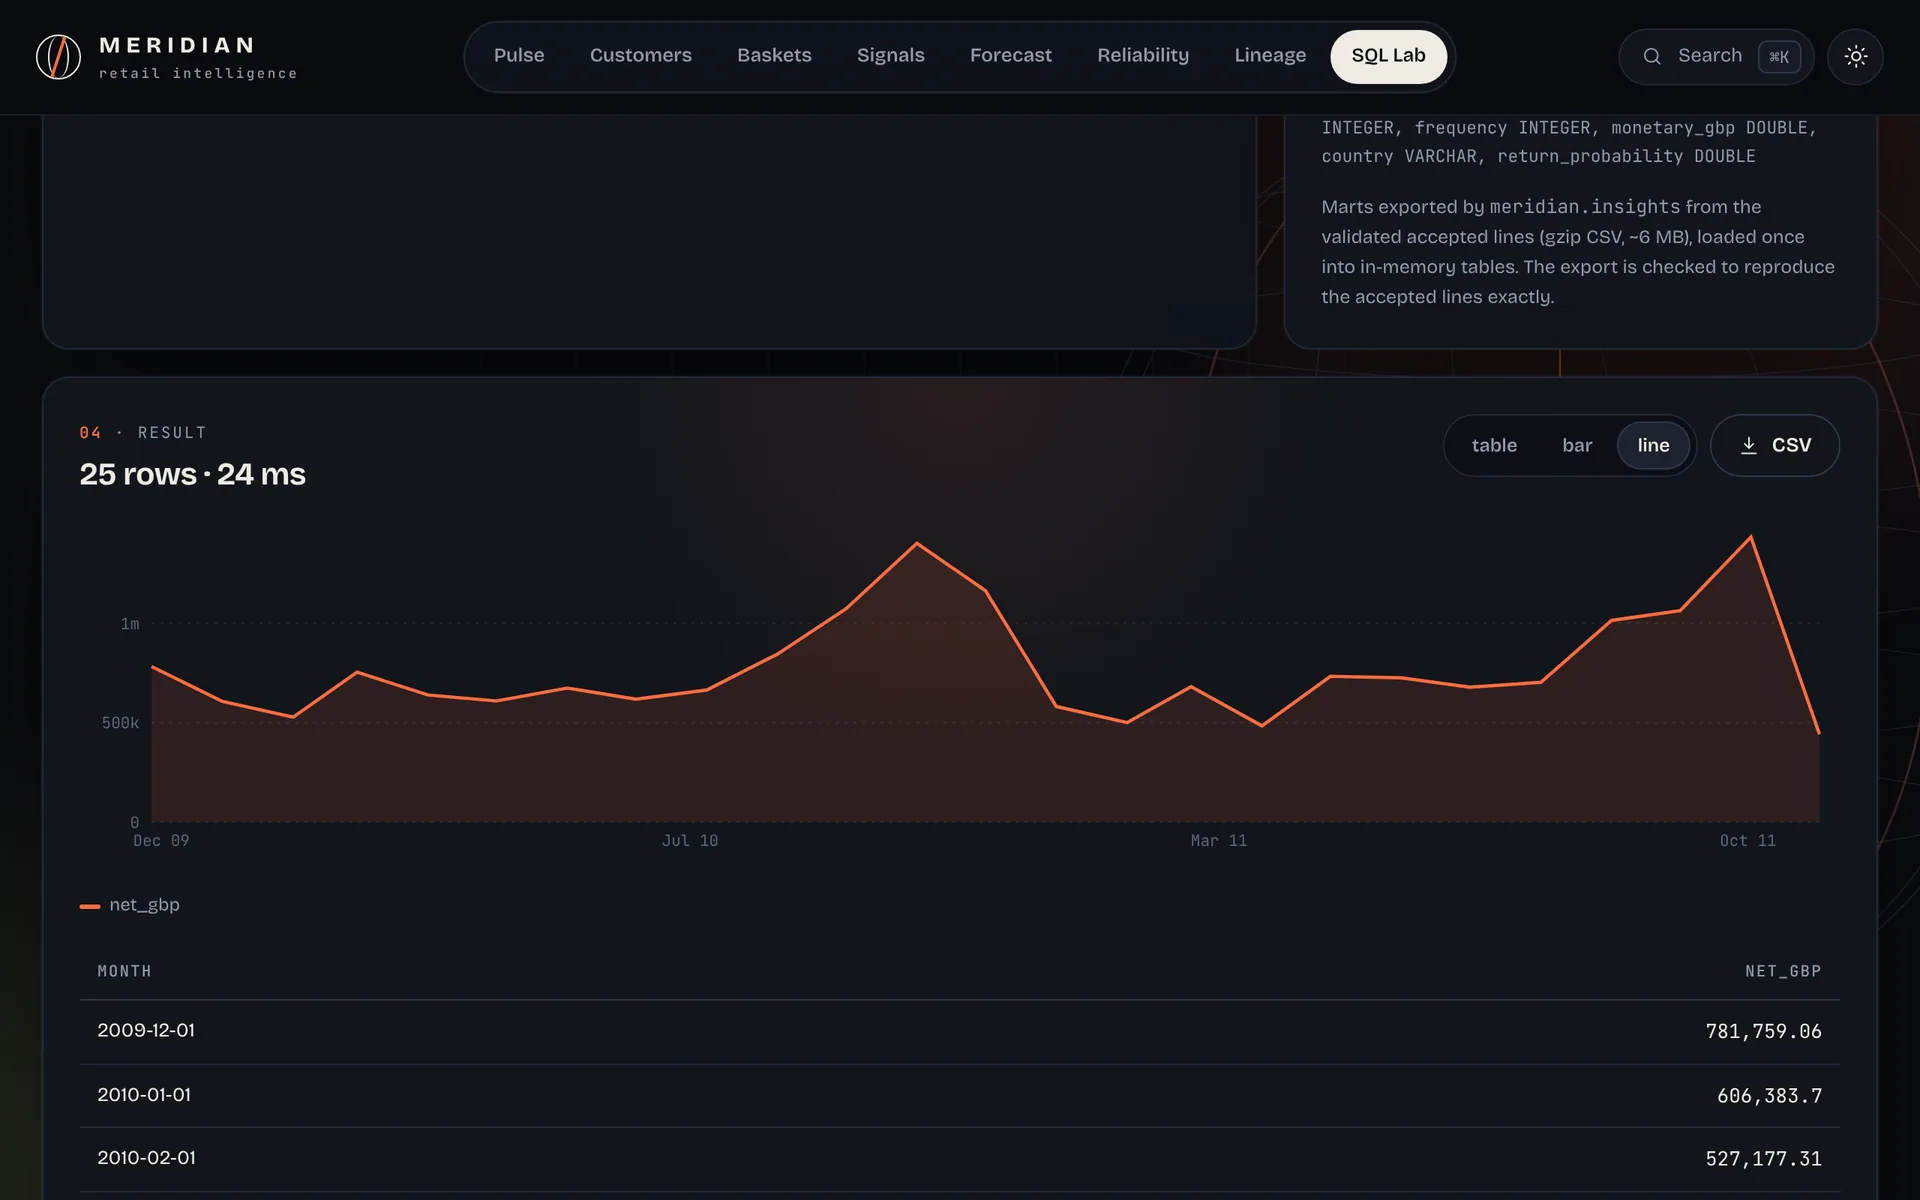 MERIDIAN
retail intelligence
Pulse
Customers
Baskets
Signals
Forecast
Reliability
Lineage
SQL Lab
Search
⌘K
INTEGER, frequency INTEGER, monetary_gbp DOUBLE,
country VARCHAR, return_probability DOUBLE
Marts exported by meridian.insights from the
validated accepted lines (gzip CSV, ~6 MB), loaded once
into in-memory tables. The export is checked to reproduce
the accepted lines exactly.
04 · RESULT
25 rows · 24 ms
table
bar
line
CSV
1m
500k
0
Dec 09
Jul 10
Mar 11
Oct 11
net_gbp
MONTH NET_GBP
2009-12-01 781,759.06
2010-01-01 606,383.7
2010-02-01 527,177.31